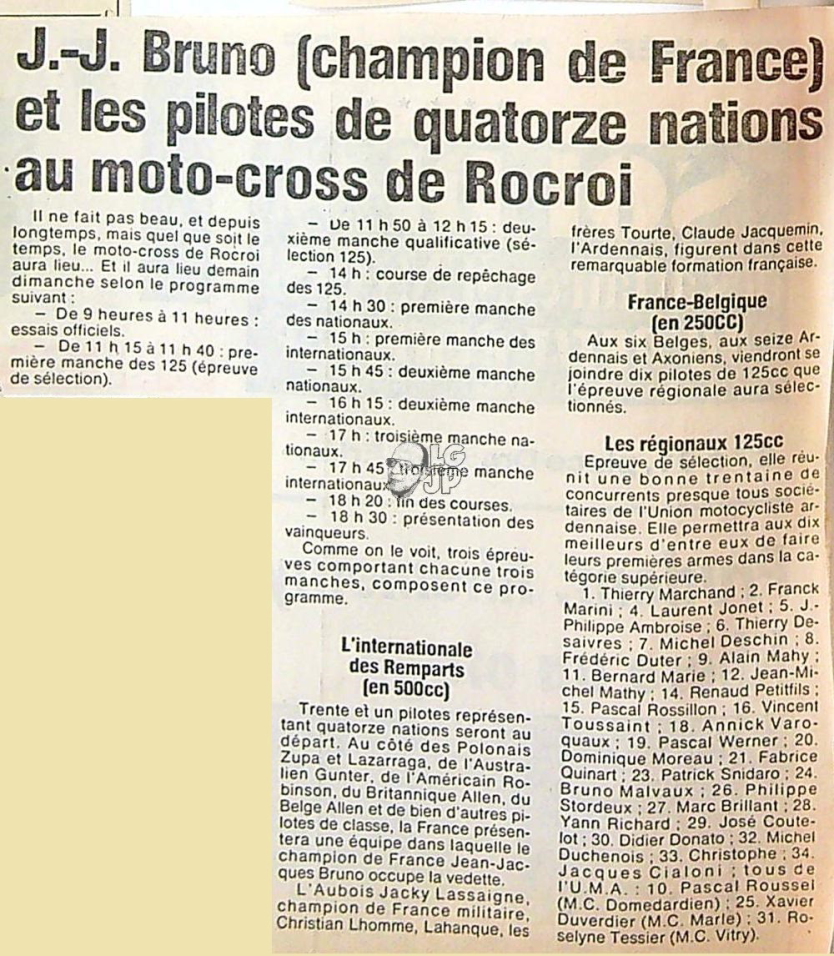 J.-J. Bruno (champion de France)
et les pilotes de quatorze nations
au moto-cross de Rocroi
Il ne fait pas beau, et depuis
longtemps, mais quel que soit le
temps, le moto-cross de Rocroi
aura lieu... Et il aura lieu demain
dimanche selon le programme
suivant :
— De 9 heures à 11 heures :
essais officiels.
— De 11 h 15 à 11 h 40 : pre-
mière manche des 125 (épreuve
de sélection).
— De 11 h 50 à 12 h 15 : deu-
xième manche qualificative (sé-
lection 125).
— 14 h : course de repêchage
des 125.
— 14 h 30 : première manche
des nationaux.
— 15 h : première manche des
internationaux.
— 15 h 45 : deuxième manche
nationaux.
— 16 h 15 : deuxième manche
internationaux.
— 17 h : troisième manche na-
tionaux.
— 17 h 45 : troisième manche
internationaux.
— 18 h 20 : fin des courses.
— 18 h 30 : présentation des
vainqueurs.
Comme on le voit, trois épreu-
ves comportant chacune trois
manches, composent ce pro-
gramme.
L'internationale
des Remparts
(en 500cc)
Trente et un pilotes représen-
tant quatorze nations seront au
départ. Au côté des Polonais
Zupa et Lazarraga, de l'Austra-
lien Gunter, de l'Américain Ro-
binson, du Britannique Allen, du
Belge Allen et de bien d'autres pi-
lotes de classe, la France présen-
tera une équipe dans laquelle le
champion de France Jean-Jac-
ques Bruno occupe la vedette.
L'Aubois Jacky Lassaigne,
champion de France militaire,
Christian Lhomme, Lahanque, les
frères Tourte, Claude Jacquemin,
l'Ardennais, figurent dans cette
remarquable formation française.
France-Belgique
(en 250CC)
Aux six Belges, aux seize Ar-
dennais et Axoniens, viendront se
joindre dix pilotes de 125cc que
l'épreuve régionale aura sélec-
tionnés.
Les régionaux 125cc
Epreuve de sélection, elle réu-
nit une bonne trentaine de
concurrents presque tous socié-
taires de l'Union motocycliste ar-
dennaise. Elle permettra aux dix
meilleurs d'entre eux de faire
leurs premières armes dans la ca-
tégorie supérieure.
1. Thierry Marchand ; 2. Franck
Marini ; 4. Laurent Jonet ; 5. J.-
Philippe Ambroise ; 6. Thierry De-
saivres ; 7. Michel Deschin ; 8.
Frédéric Duter ; 9. Alain Mahy ;
11. Bernard Marie ; 12. Jean-Mi-
chel Mathy ; 14. Renaud Petitfils ;
15. Pascal Rossillon ; 16. Vincent
Toussaint ; 18. Annick Varo-
quaux ; 19. Pascal Werner ; 20.
Dominique Moreau ; 21. Fabrice
Quinart ; 23. Patrick Snidaro ; 24.
Bruno Malvaux ; 26. Philippe
Stordeux ; 27. Marc Brillant ; 28.
Yann Richard ; 29. José Coute-
lot ; 30. Didier Donato ; 32. Michel
Duchenois ; 33. Christophe ; 34.
Jacques Cialoni ; tous de
l'U.M.A. : 10. Pascal Roussel
(M.C. Domedardien) ; 25. Xavier
Duverdier (M.C. Marle) ; 31. Ro-
selyne Tessier (M.C. Vitry).
LG
JP